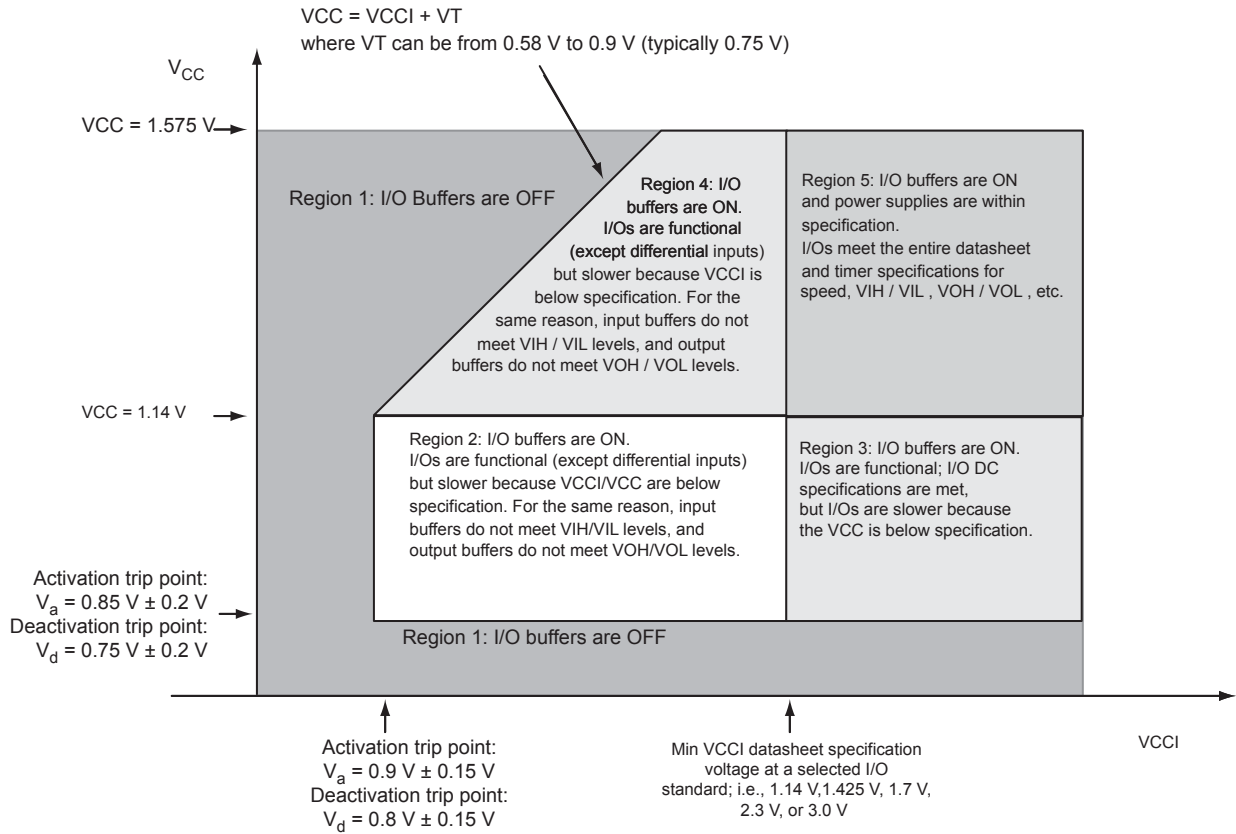 VCC = VCCI + VT
where VT can be from 0.58 V to 0.9 V (typically 0.75 V)
VCC
VCC = 1.575 V
Region 1: I/O Buffers are OFF
Region 4: I/O
buffers are ON.
I/Os are functional
(except differential inputs)
but slower because VCCI is
below specification. For the
same reason, input buffers do not
meet VIH / VIL levels, and output
buffers do not meet VOH / VOL levels.
Region 5: I/O buffers are ON
and power supplies are within
specification.
I/Os meet the entire datasheet
and timer specifications for
speed, VIH / VIL , VOH / VOL , etc.
VCC = 1.14 V
Region 2: I/O buffers are ON.
I/Os are functional (except differential inputs)
but slower because VCCI/VCC are below
specification. For the same reason, input
buffers do not meet VIH/VIL levels, and
output buffers do not meet VOH/VOL levels.
Region 3: I/O buffers are ON.
I/Os are functional; I/O DC
specifications are met,
but I/Os are slower because
the VCC is below specification.
Activation trip point:
Va = 0.85 V ± 0.2 V
Deactivation trip point:
Vd = 0.75 V ± 0.2 V
Region 1: I/O buffers are OFF
Activation trip point:
Va = 0.9 V ± 0.15 V
Deactivation trip point:
Vd = 0.8 V ± 0.15 V
Min VCCI datasheet specification
voltage at a selected I/O
standard; i.e., 1.14 V,1.425 V, 1.7 V,
2.3 V, or 3.0 V
VCCI